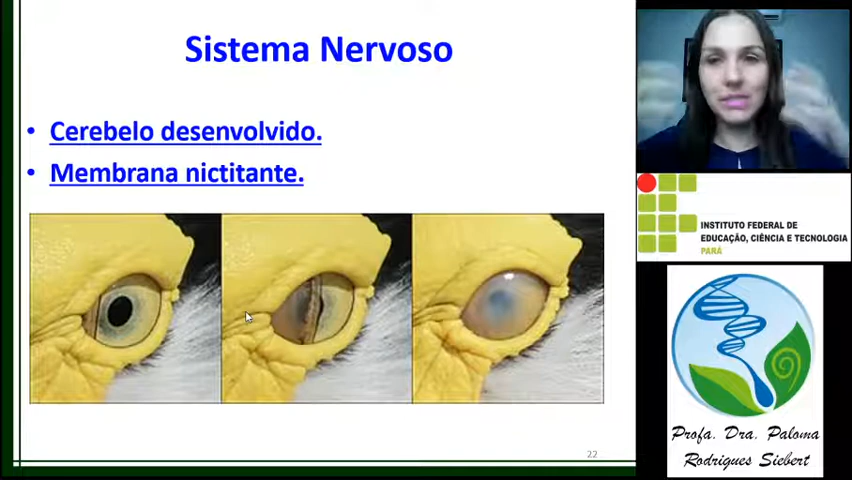 Sistema Nervoso
• Cerebelo desenvolvido.
• Membrana nictitante.
22
INSTITUTO FEDERAL DE
EDUCAÇÃO, CIÊNCIA E TECNOLOGIA
PARÁ
Profa. Dra. Paloma
Rodrigues Siebert